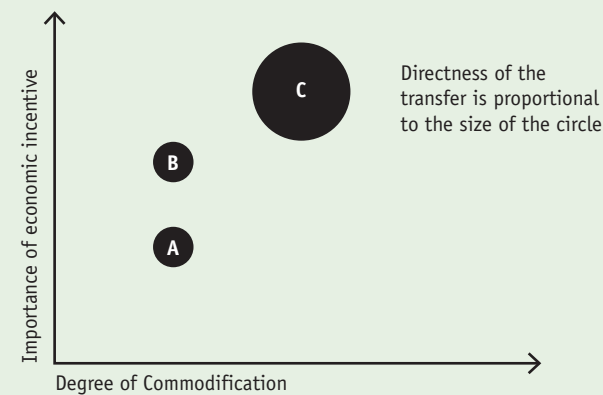 Importance of economic incentive
C
Directness of the
transfer is proportional
to the size of the circle
B
A
Degree of Commodification